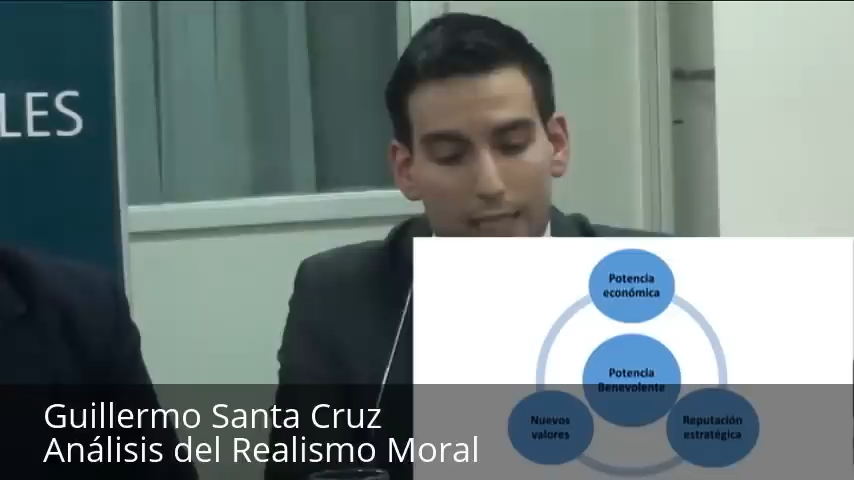 LES
Potencia
económica
Potencia
Benevolente
Nuevos
valores
Reputación
estratégica
Guillermo Santa Cruz
Análisis del Realismo Moral